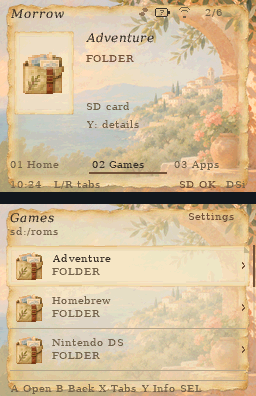 Morrow 2/6
Adventure
FOLDER
SD card
Y: details
01 Home 02 Games 03 Apps
10:24 L/R tabs SD OK DSi
Games Settings
sd:/roms
Adventure
FOLDER
Homebrew
FOLDER
Nintendo DS
FOLDER
A Open B Back X Tabs Y Info SEL